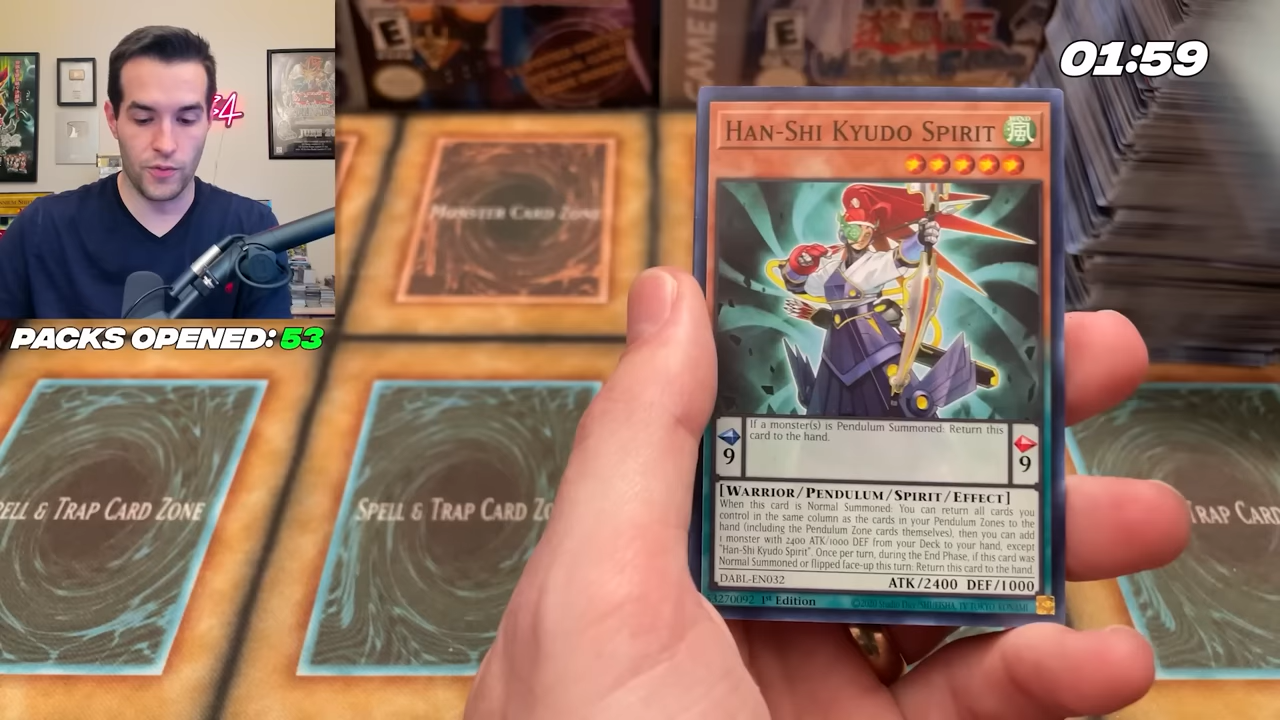 01:59
HAN-SHI KYUDO SPIRIT
WIND
風
MONSTER CARD ZONE
PACKS OPENED: 53
If a monster(s) is Pendulum Summoned: Return this
card to the hand.
9
9
[WARRIOR/PENDULUM/SPIRIT/EFFECT]
When this card is Normal Summoned: You can return all cards you
control in the same column as the cards in your Pendulum Zones to the
hand (including the Pendulum Zone cards themselves), then you can add
1 monster with 2400 ATK/1000 DEF from your Deck to your hand, except
"Han-Shi Kyudo Spirit". Once per turn, during the End Phase, if this card was
Normal Summoned or flipped face-up this turn: Return this card to the hand.
DABL-EN032
ATK/2400 DEF/1000
3270092
1st Edition
SPELL & TRAP CARD ZO
ELL & TRAP CARD ZONE
TRAP CARD
GAME B
E
E
JUNE
4